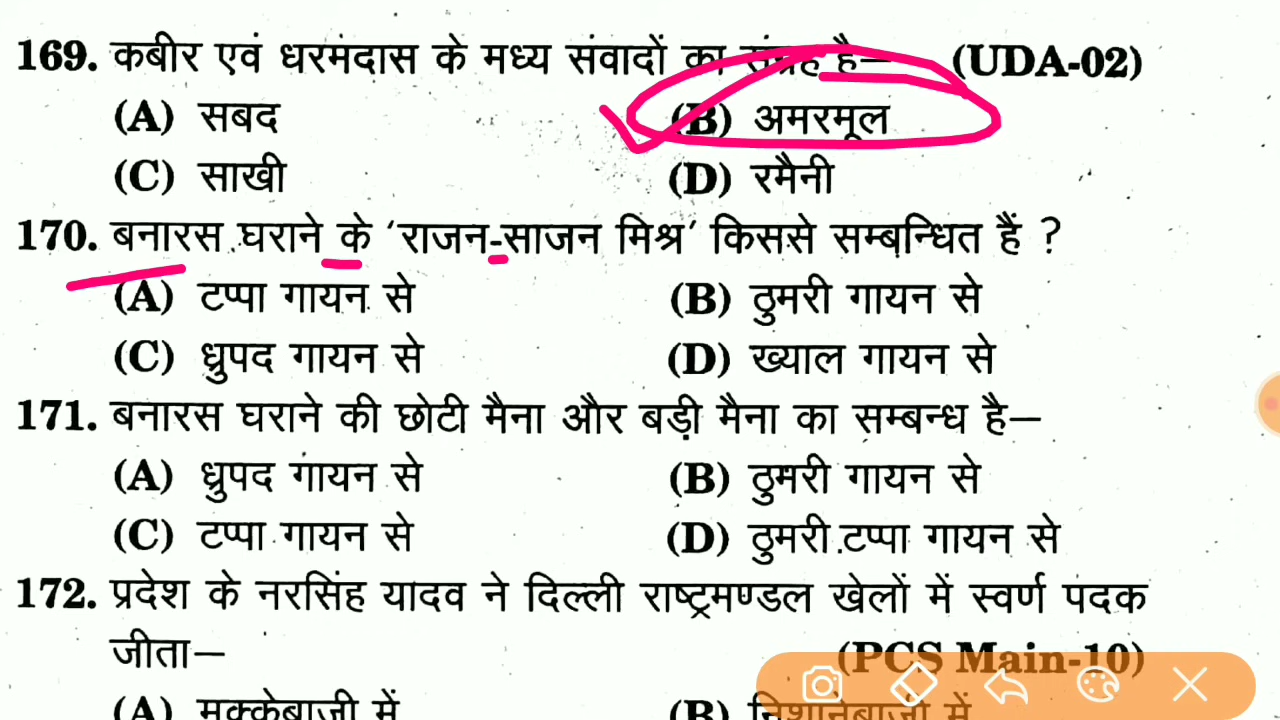 169. कबीर एवं धरमंदास के मध्य संवादों का संग्रह है— (UDA-02)
(A) सबद (B) अमरमूल
(C) साखी (D) रमैनी
170. बनारस घराने के ‘राजन-साजन मिश्र’ किससे सम्बन्धित हैं ?
(A) टप्पा गायन से (B) ठुमरी गायन से
(C) ध्रुपद गायन से (D) ख्याल गायन से
171. बनारस घराने की छोटी मैना और बड़ी मैना का सम्बन्ध है—
(A) ध्रुपद गायन से (B) ठुमरी गायन से
(C) टप्पा गायन से (D) ठुमरी टप्पा गायन से
172. प्रदेश के नरसिंह यादव ने दिल्ली राष्ट्रमण्डल खेलों में स्वर्ण पदक
जीता— (PCS Main-10)
(A) मुक्केबाजी में (B) निशानेबाजी में